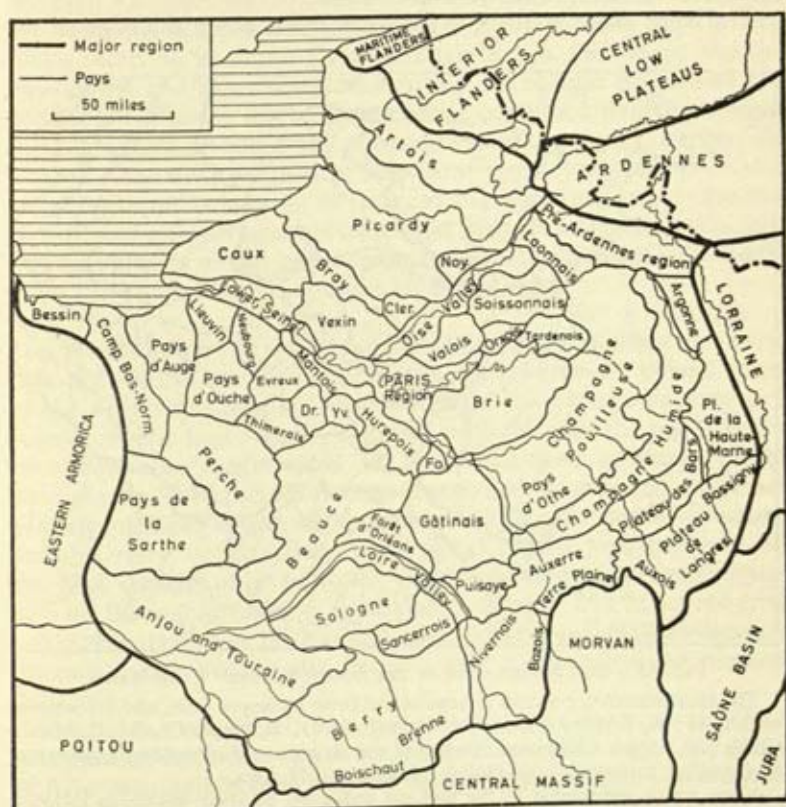 Major region
Pays
50 miles
MARITIME
FLANDERS
INTERIOR
FLANDERS
CENTRAL
LOW
PLATEAUS
Artois
ARDENNES
Picardy
Pré-Ardennes region
Caux
Bray
Noy.
Laonnais
Argonne
LORRAINE
Bessin
Lower Seine
Cler.
Oise Valley
Soissonnais
Camp. Bas-Norm.
Lieuvin
Neubourg
Vexin
Valois
Orxois
Tardenois
Pays
d'Auge
Mantois
PARIS
Region
Champagne
Pouilleuse
Pays
d'Ouche
Evreux
Brie
Champagne Humide
Pl.
de la
Haute-
Marne
Thimerais
Dr.
Yv.
Hurepoix
EASTERN ARMORICA
Perche
Fo.
Pays
d'Othe
Plateau des Bars
Bassigny
Pays de
la
Sarthe
Beauce
Forêt
d'Orléans
Gâtinais
Plateau
de
Langres
Loire Valley
Puisaye
Auxerre
Terre Plaine
Auxois
Anjou and Touraine
Sologne
Sancerrois
Nivernais
Bazois
MORVAN
SAÔNE BASIN
POITOU
Berry
Brenne
Boischaut
CENTRAL MASSIF
JURA